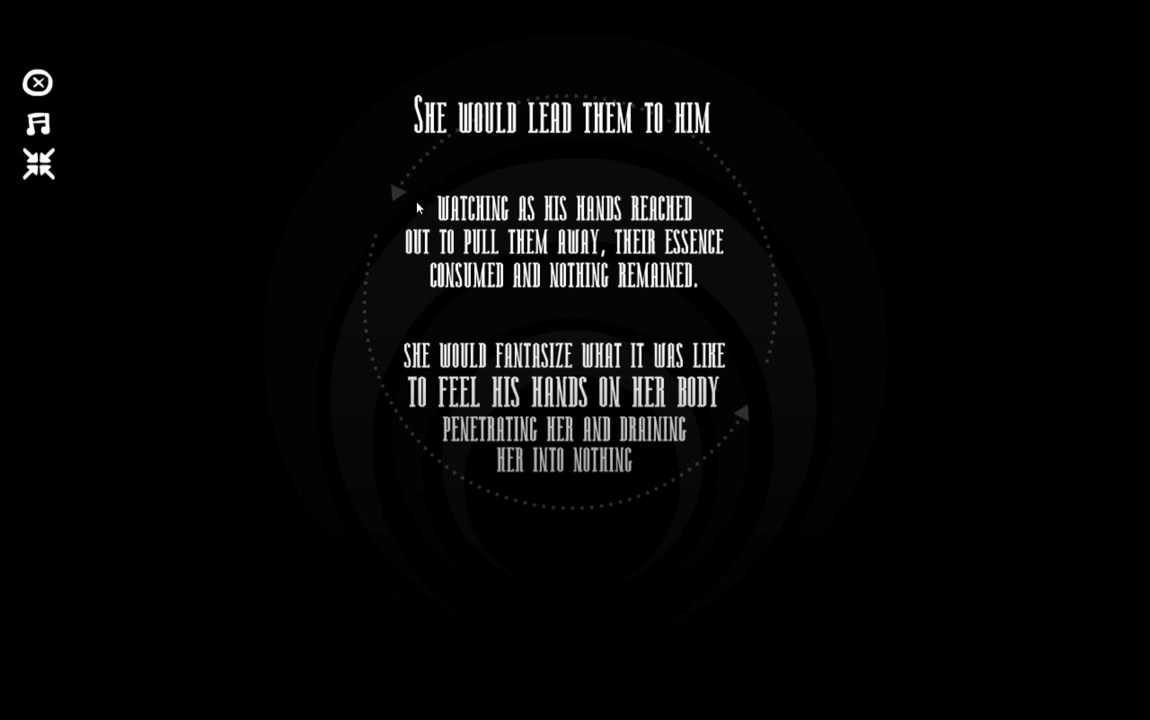 She would lead them to him
watching as his hands reached
out to pull them away, their essence
consumed and nothing remained.
she would fantasize what it was like
to feel his hands on her body
penetrating her and draining
her into nothing